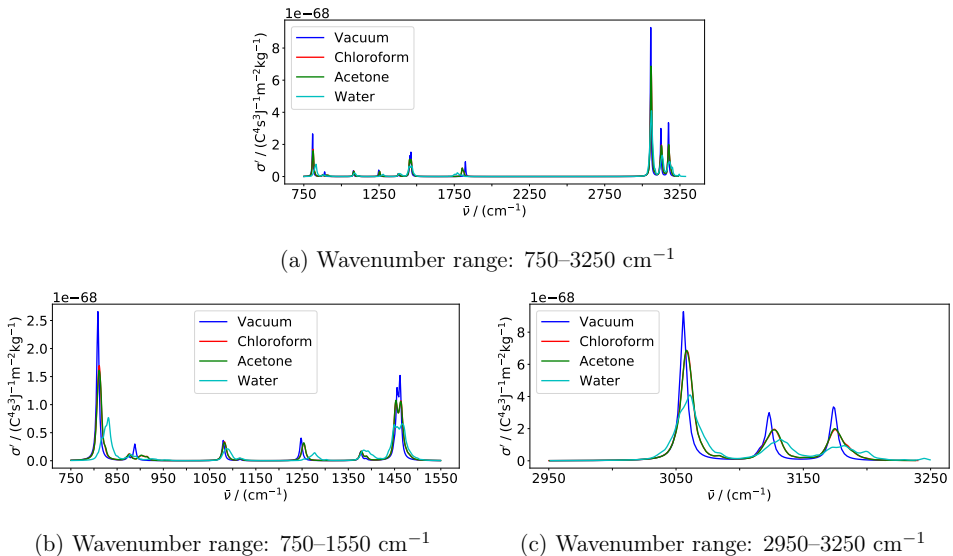 1e−68
σ′ / (C⁴s³J⁻¹m⁻²kg⁻¹)
8
6
4
2
0
Vacuum
Chloroform
Acetone
Water
750 1250 1750 2250 2750 3250
ν̄ / (cm⁻¹)
(a) Wavenumber range: 750–3250 cm⁻¹
1e−68
σ′ / (C⁴s³J⁻¹m⁻²kg⁻¹)
2.5
2.0
1.5
1.0
0.5
0.0
Vacuum
Chloroform
Acetone
Water
750 850 950 1050 1150 1250 1350 1450 1550
ν̄ / (cm⁻¹)
(b) Wavenumber range: 750–1550 cm⁻¹
1e−68
σ′ / (C⁴s³J⁻¹m⁻²kg⁻¹)
8
6
4
2
0
Vacuum
Chloroform
Acetone
Water
2950 3050 3150 3250
ν̄ / (cm⁻¹)
(c) Wavenumber range: 2950–3250 cm⁻¹